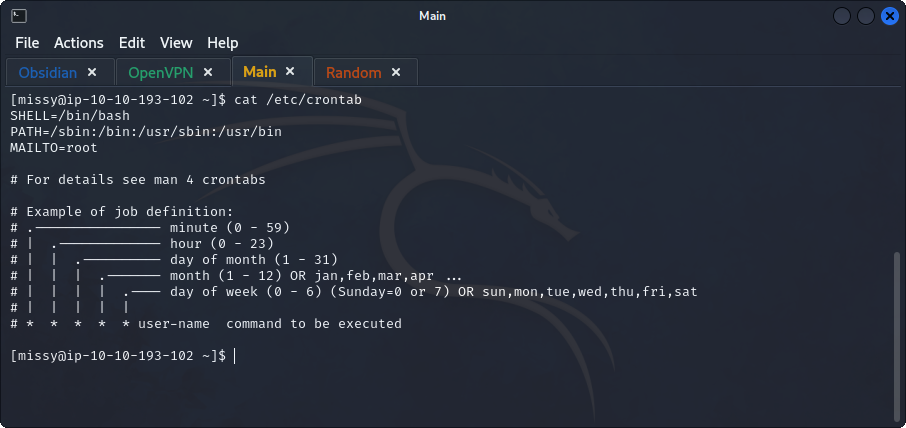 Main
File Actions Edit View Help
Obsidian × OpenVPN × Main × Random ×
[missy@ip-10-10-193-102 ~]$ cat /etc/crontab
SHELL=/bin/bash
PATH=/sbin:/bin:/usr/sbin:/usr/bin
MAILTO=root
# For details see man 4 crontabs
# Example of job definition:
# .---------------- minute (0 - 59)
# |  .------------- hour (0 - 23)
# |  |  .---------- day of month (1 - 31)
# |  |  |  .------- month (1 - 12) OR jan,feb,mar,apr ...
# |  |  |  |  .---- day of week (0 - 6) (Sunday=0 or 7) OR sun,mon,tue,wed,thu,fri,sat
# |  |  |  |  |
# *  *  *  *  * user-name  command to be executed
[missy@ip-10-10-193-102 ~]$